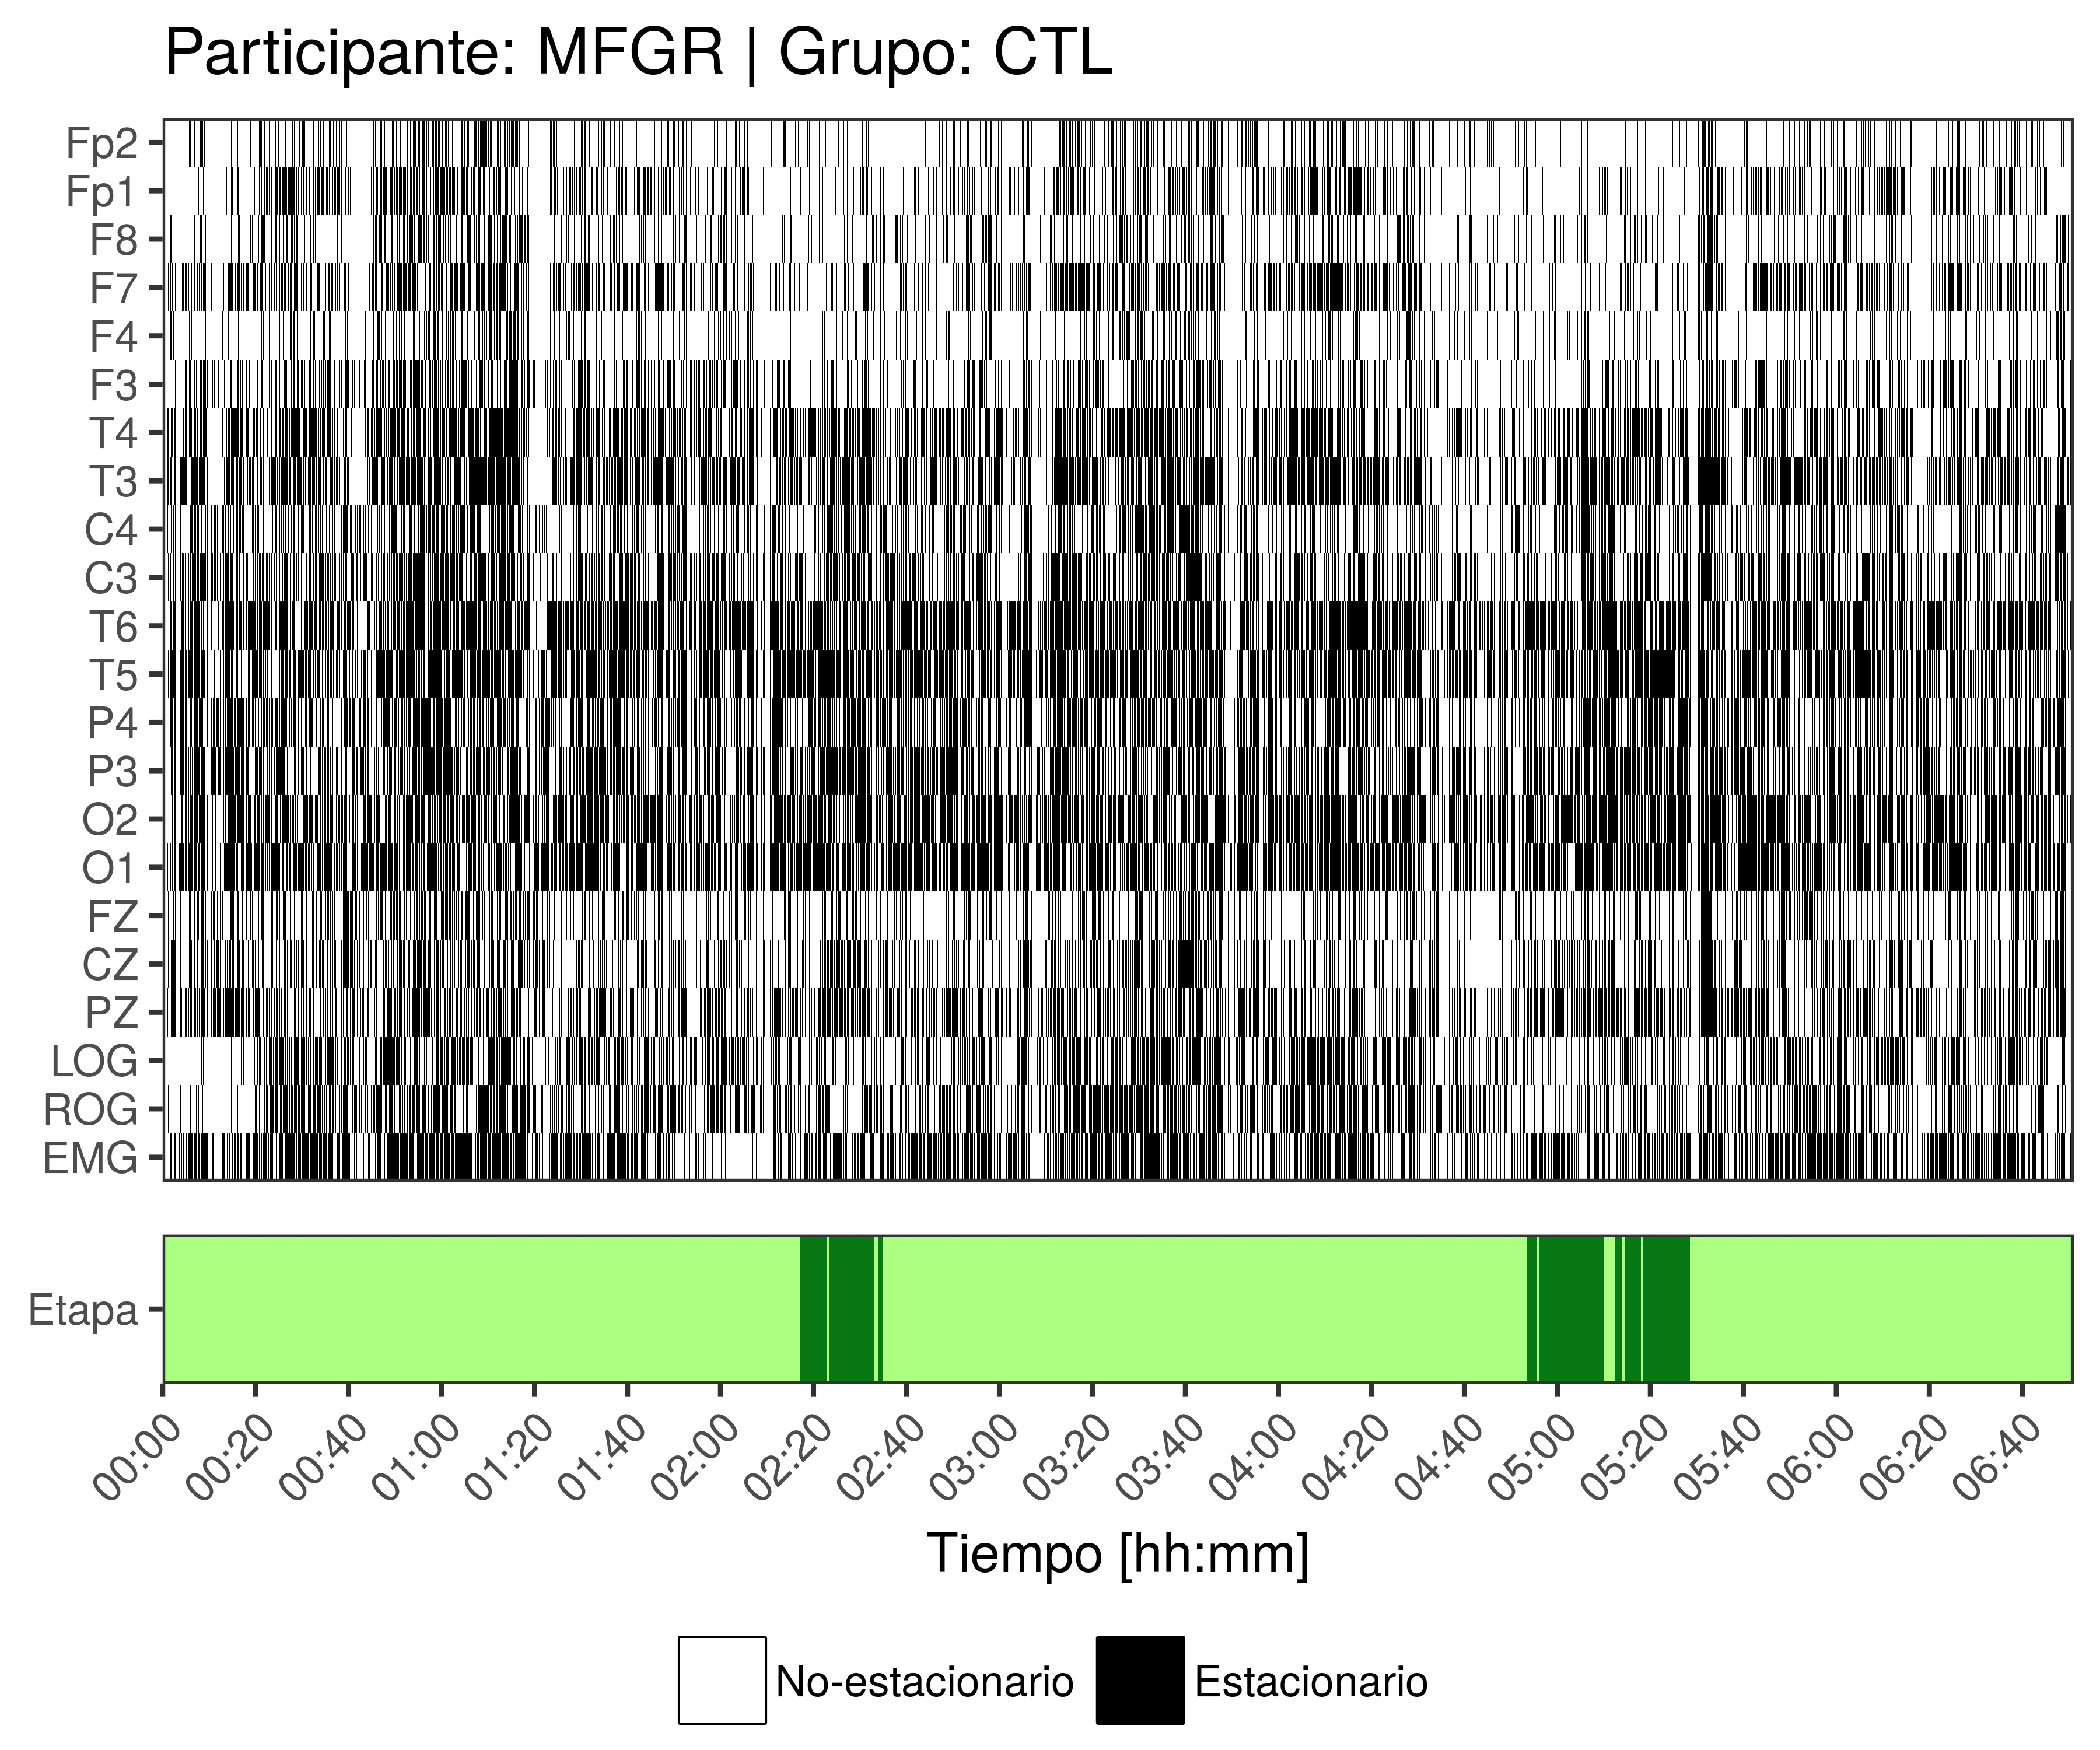 Participante: MFGR | Grupo: CTL
Fp2
Fp1
F8
F7
F4
F3
T4
T3
C4
C3
T6
T5
P4
P3
O2
O1
FZ
CZ
PZ
LOG
ROG
EMG
Etapa
00:00
00:20
00:40
01:00
01:20
01:40
02:00
02:20
02:40
03:00
03:20
03:40
04:00
04:20
04:40
05:00
05:20
05:40
06:00
06:20
06:40
Tiempo [hh:mm]
No-estacionario
Estacionario